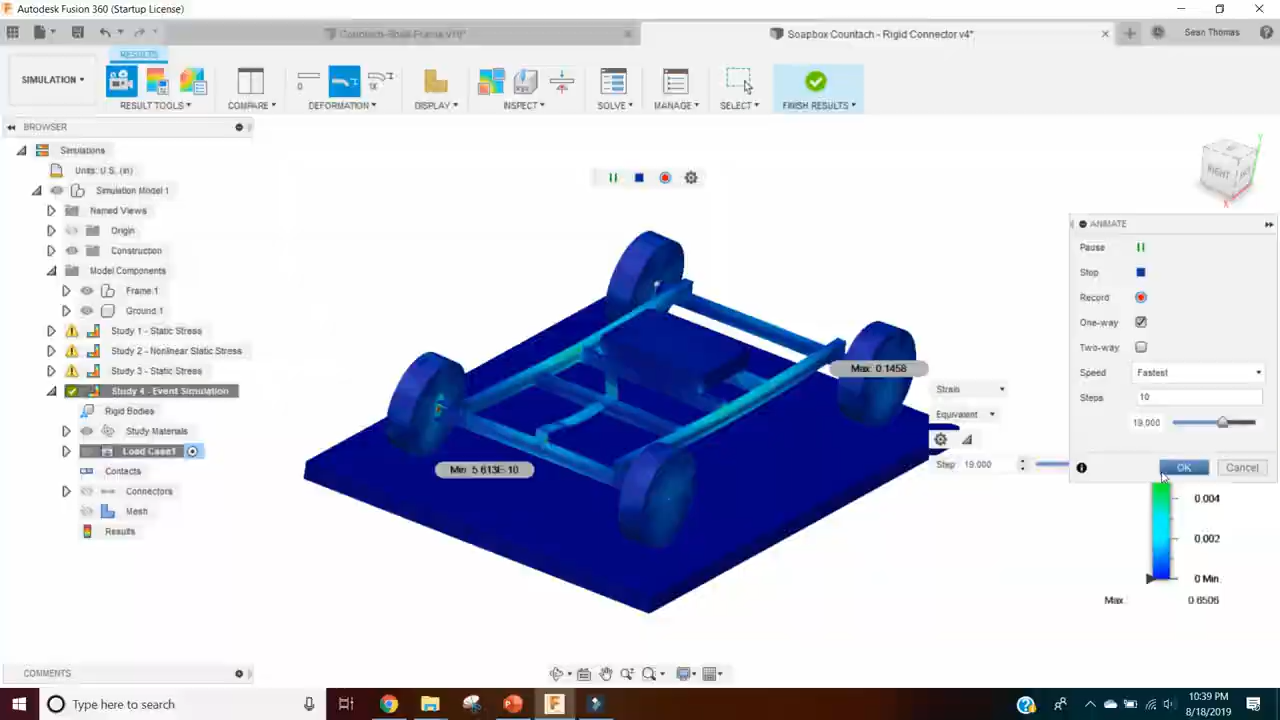 Autodesk Fusion 360 (Startup License)
Soapbox Countach - Rigid Connector v4*
Sean Thomas
SIMULATION
RESULTS
RESULT TOOLS
COMPARE
DEFORMATION
DISPLAY
INSPECT
SOLVE
MANAGE
SELECT
FINISH RESULTS
BROWSER
Simulations
Units: U.S. (in)
Simulation Model 1
Named Views
Origin
Construction
Model Components
Frame:1
Ground:1
Study 1 - Static Stress
Study 2 - Nonlinear Static Stress
Study 3 - Static Stress
Study 4 - Event Simulation
Rigid Bodies
Study Materials
Load Case1
Contacts
Connectors
Mesh
Results
Max: 0.1458
Min: 5.613E-10
Strain
Equivalent
Step 19.000
RIGHT
Y
X
ANIMATE
Pause
Stop
Record
One-way
Two-way
Speed Fastest
Steps 10
19.000
OK Cancel
0.004
0.002
0 Min.
Max.: 0.6506
COMMENTS
Type here to search
10:39 PM
8/18/2019